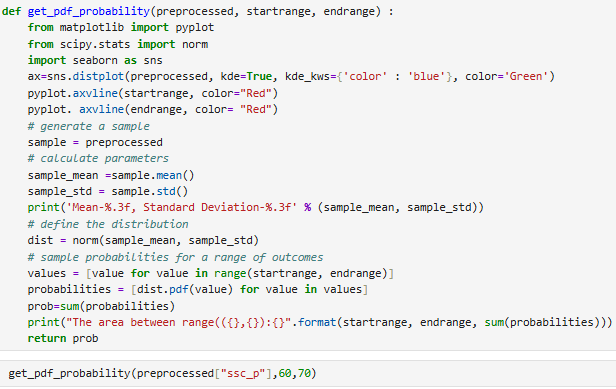 def get_pdf_probability(preprocessed, startrange, endrange) :
    from matplotlib import pyplot
    from scipy.stats import norm
    import seaborn as sns
    ax=sns.distplot(preprocessed, kde=True, kde_kws={'color' : 'blue'}, color='Green')
    pyplot.axvline(startrange, color="Red")
    pyplot. axvline(endrange, color= "Red")
    # generate a sample
    sample = preprocessed
    # calculate parameters
    sample_mean =sample.mean()
    sample_std = sample.std()
    print('Mean-%.3f, Standard Deviation-%.3f' % (sample_mean, sample_std))
    # define the distribution
    dist = norm(sample_mean, sample_std)
    # sample probabilities for a range of outcomes
    values = [value for value in range(startrange, endrange)]
    probabilities = [dist.pdf(value) for value in values]
    prob=sum(probabilities)
    print("The area between range(({},{}):{}".format(startrange, endrange, sum(probabilities)))
    return prob
get_pdf_probability(preprocessed["ssc_p"],60,70)